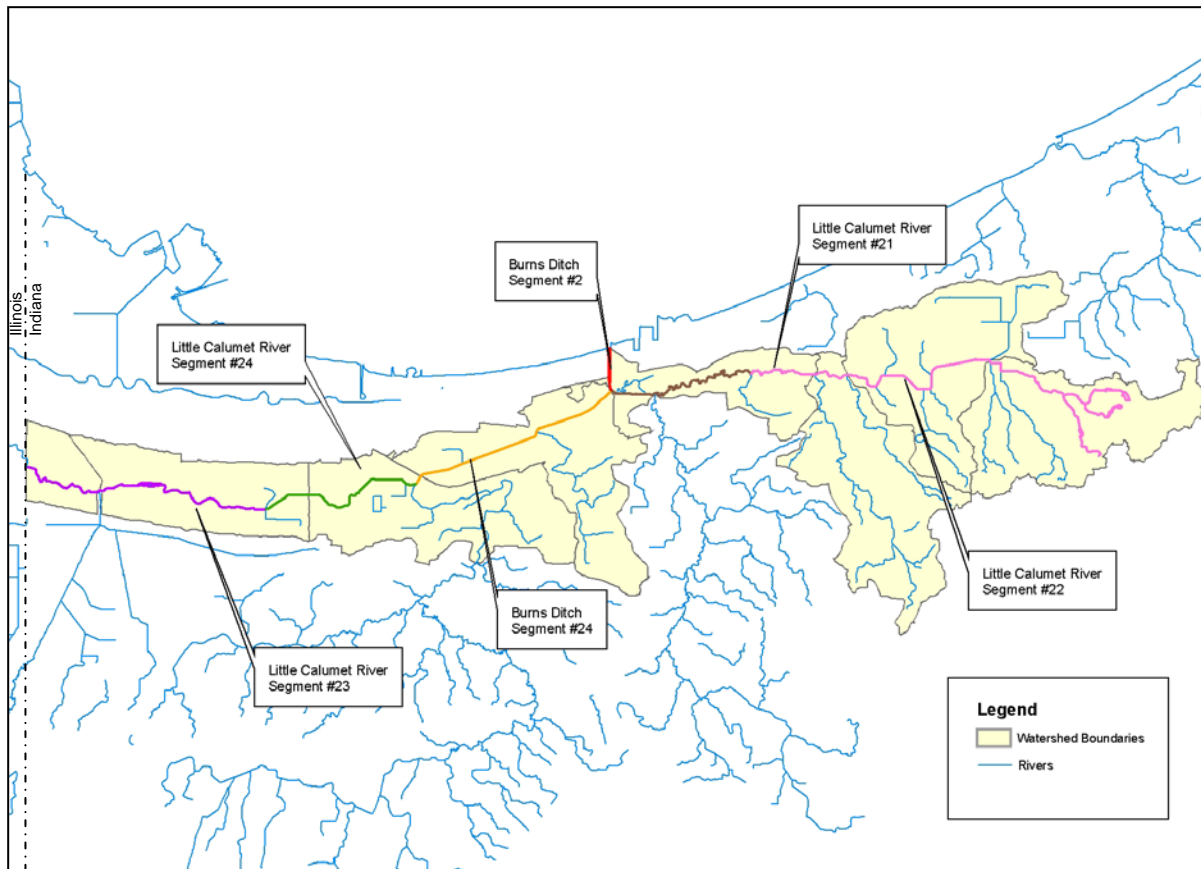 Little Calumet River
Segment #21
Burns Ditch
Segment #2
Illinois
Indiana
Little Calumet River
Segment #24
Little Calumet River
Segment #22
Burns Ditch
Segment #24
Little Calumet River
Segment #23
Legend
Watershed Boundaries
Rivers